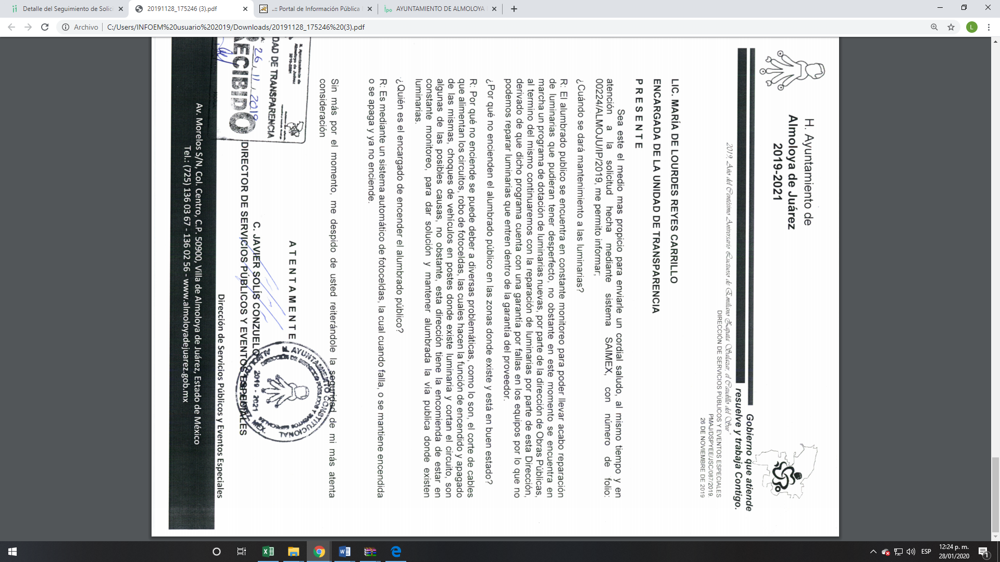 Detalle del Seguimiento de Solici
20191128_175246 (3).pdf
..:: Portal de Información Pública
ipo
AYUNTAMIENTO DE ALMOLOYA
Archivo
C:/Users/INFOEM%20usuario%202019/Downloads/20191128_175246%20(3).pdf
L
H. Ayuntamiento de
Almoloya de Juárez
2019-2021
Gobierno que atiende
resuelve y trabaja Contigo.
2019, Año del Centésimo Aniversario Luctuoso de Emiliano Zapata Salazar, el Caudillo del Sur"
DIRECCIÓN DE SERVICIOS PÚBLICOS Y EVENTOS ESPECIALES
PMAJ/DSPYEE/JSC/087/2019.
26 DE NOVIEMBRE DE 2019
LIC. MARÍA DE LOURDES REYES CARRILLO
ENCARGADA DE LA UNIDAD DE TRANSPARENCIA
P R E S E N T E
Sea este el medio mas propicio para enviarle un cordial saludo, al mismo tiempo y en
atención a la solicitud hecha mediante sistema SAIMEX, con número de folio:
00224/ALMOJU/IP/2019, me permito informar;
¿Cuándo se dará mantenimiento a las luminarias?
R: El alumbrado publico se encuentra en constante monitoreo para poder llevar acabo reparación
de luminarias que pudieran tener desperfecto, no obstante en este momento se encuentra en
marcha un programa de dotación de luminarias nuevas, por parte de la dirección de Obras Públicas,
al termino del mismo continuaremos con la reparación de luminarias por parte de esta Dirección,
derivado de que dicho programa cuenta con una garantía por fallas en los equipos por lo que no
podemos reparar luminarias que entren dentro de la garantía del proveedor.
¿Por qué no encienden el alumbrado público en las zonas donde existe y está en buen estado?
R: Por qué no enciende se puede deber a diversas problemáticas, como lo son, el corte de cables
que alimentan los circuitos, robo de fotoceldas, las cuales hacen la función de encendido y apagado
de las mismas, choques de vehículos en postes donde existe luminaria y cortan el circuito, son
algunas de las posibles causas, no obstante, esta dirección tiene la encomienda de estar en
constante monitoreo, para dar solución y mantener alumbrada la vía publica donde existen
luminarias.
¿Quién es el encargado de encender el alumbrado público?
R: Es mediante un sistema automático de fotoceldas, la cual cuando falla, o se mantiene encendida
o se apaga y ya no enciende.
Sin más por el momento, me despido de usted reiterándole la seguridad de mi más atenta
consideración
A T E N T A M E N T E
C. JAVIER SOLÍS CONZUELO
DIRECTOR DE SERVICIOS PÚBLICOS Y EVENTOS ESPECIALES
H. AYUNTAMIENTO CONSTITUCIONAL
DIRECCIÓN DE SERVICIOS PÚBLICOS Y EVENTOS ESPECIALES
2019 - 2021
H. Ayuntamiento de
Almoloya de Juárez
2019-2021
DAD DE TRANSPARENCIA
26 11 2019
RECIBIDO
Dirección de Servicios Públicos y Eventos Especiales
Av. Morelos S/N, Col. Centro, C.P. 50900, Villa de Almoloya de Juárez, Estado de México
Tel.: (725) 136 03 67 - 136 02 56 - www.almoloyadejuarez.gob.mx
ESP
12:24 p. m.
28/01/2020
1